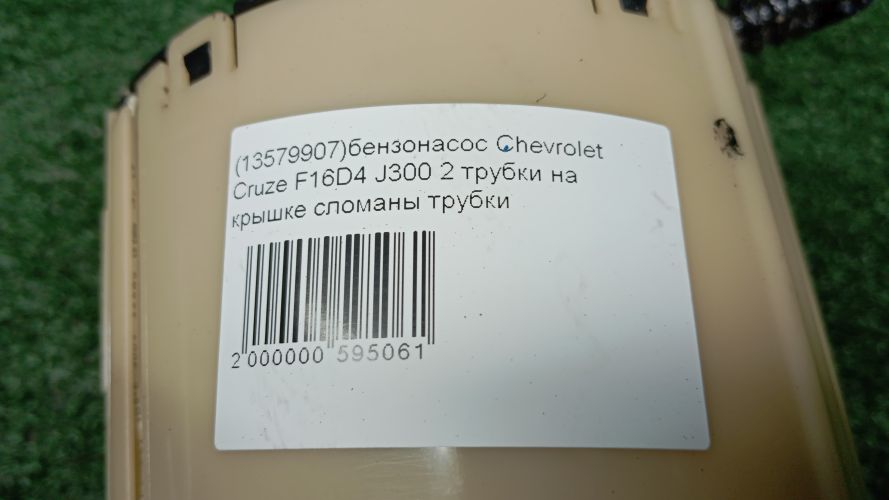 (13579907)бензонасос Chevrolet
Cruze F16D4 J300 2 трубки на
крышке сломаны трубки
2 000000 595061